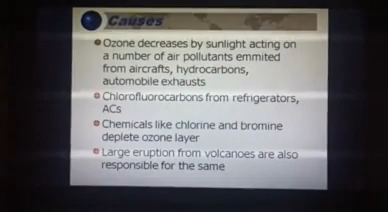 Causes
Ozone decreases by sunlight acting on
a number of air pollutants emmited
from aircrafts, hydrocarbons,
automobile exhausts
Chlorofluorocarbons from refrigerators,
ACs
Chemicals like chlorine and bromine
deplete ozone layer
Large eruption from volcanoes are also
responsible for the same